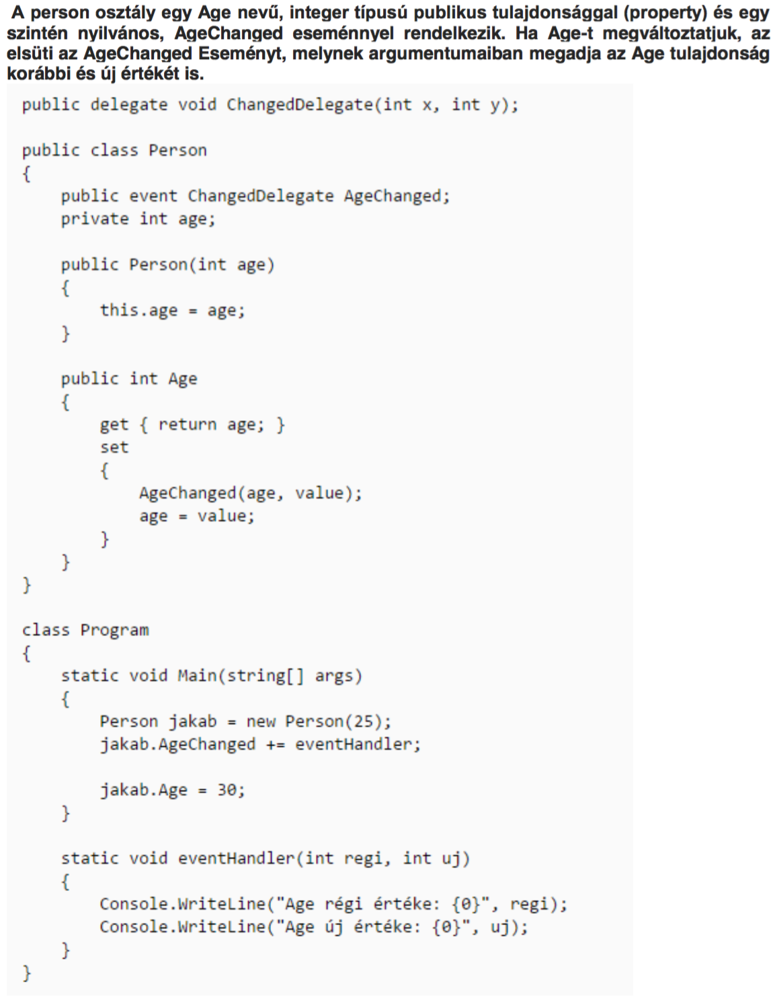 A person osztály egy Age nevű, integer típusú publikus tulajdonsággal (property) és egy
szintén nyilvános, AgeChanged eseménnyel rendelkezik. Ha Age-t megváltoztatjuk, az
elsüti az AgeChanged Eseményt, melynek argumentumaiban megadja az Age tulajdonság
korábbi és új értékét is.
public delegate void ChangedDelegate(int x, int y);
public class Person
{
    public event ChangedDelegate AgeChanged;
    private int age;
    public Person(int age)
    {
        this.age = age;
    }
    public int Age
    {
        get { return age; }
        set
        {
            AgeChanged(age, value);
            age = value;
        }
    }
}
class Program
{
    static void Main(string[] args)
    {
        Person jakab = new Person(25);
        jakab.AgeChanged += eventHandler;
        jakab.Age = 30;
    }
    static void eventHandler(int regi, int uj)
    {
        Console.WriteLine("Age régi értéke: {0}", regi);
        Console.WriteLine("Age új értéke: {0}", uj);
    }
}